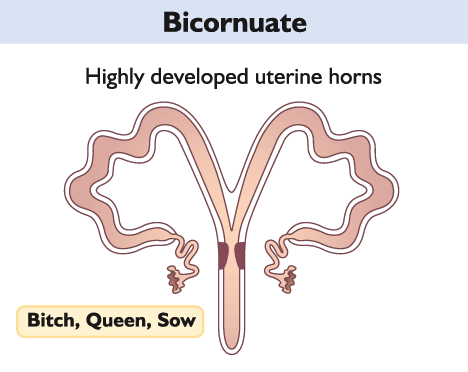 Bicornuate
Highly developed uterine horns
Bitch, Queen, Sow